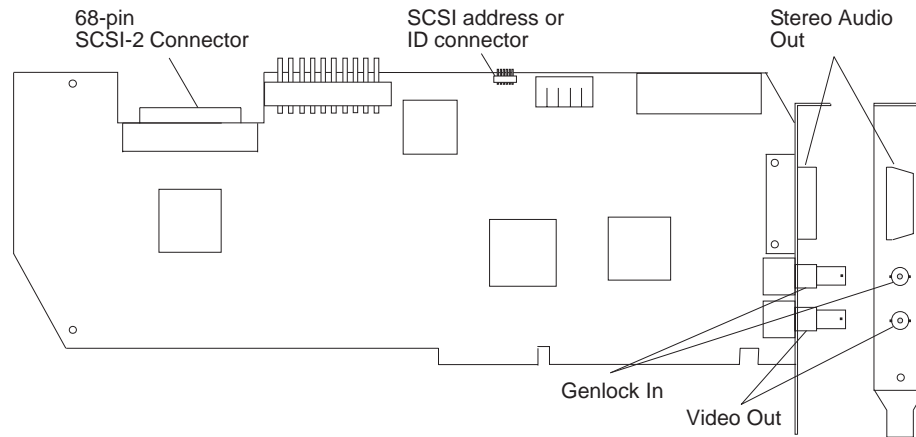 68-pin
SCSI-2 Connector
SCSI address or
ID connector
Stereo Audio
Out
Genlock In
Video Out